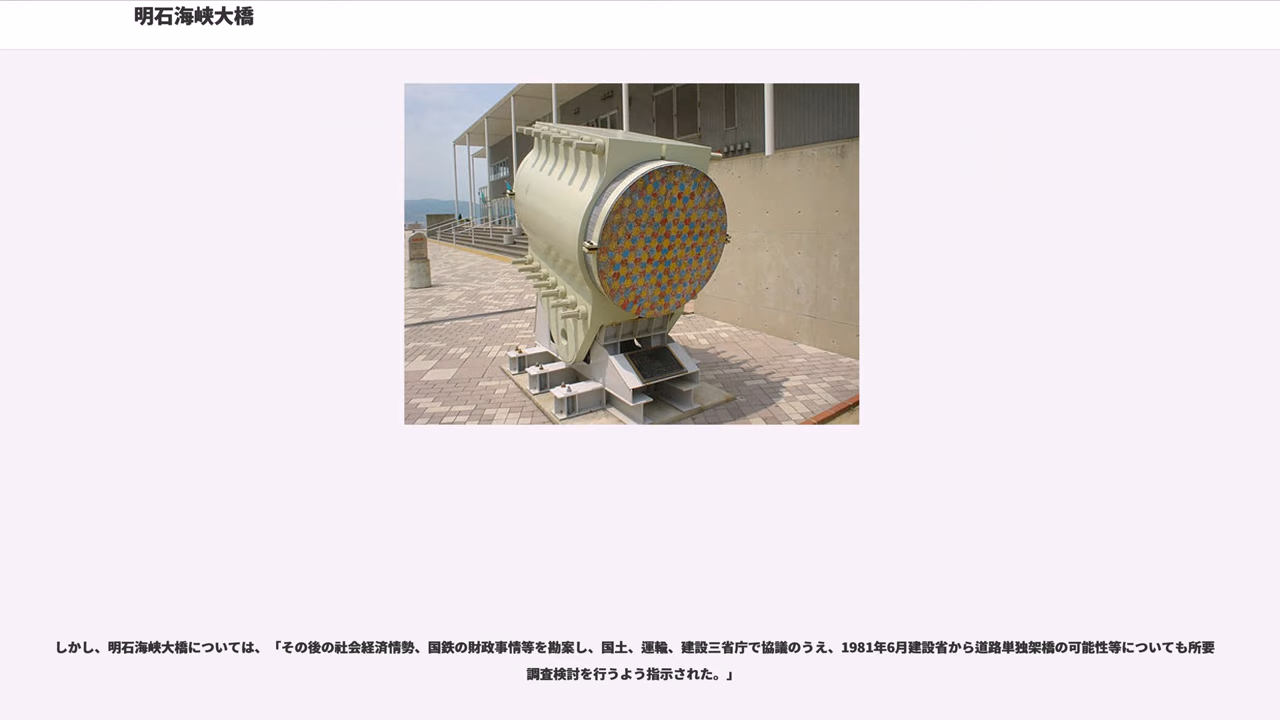 明石海峡大橋
しかし、明石海峡大橋については、「その後の社会経済情勢、国鉄の財政事情等を勘案し、国土、運輸、建設三省庁で協議のうえ、1981年6月建設省から道路単独架橋の可能性等についても所要
調査検討を行うよう指示された。」